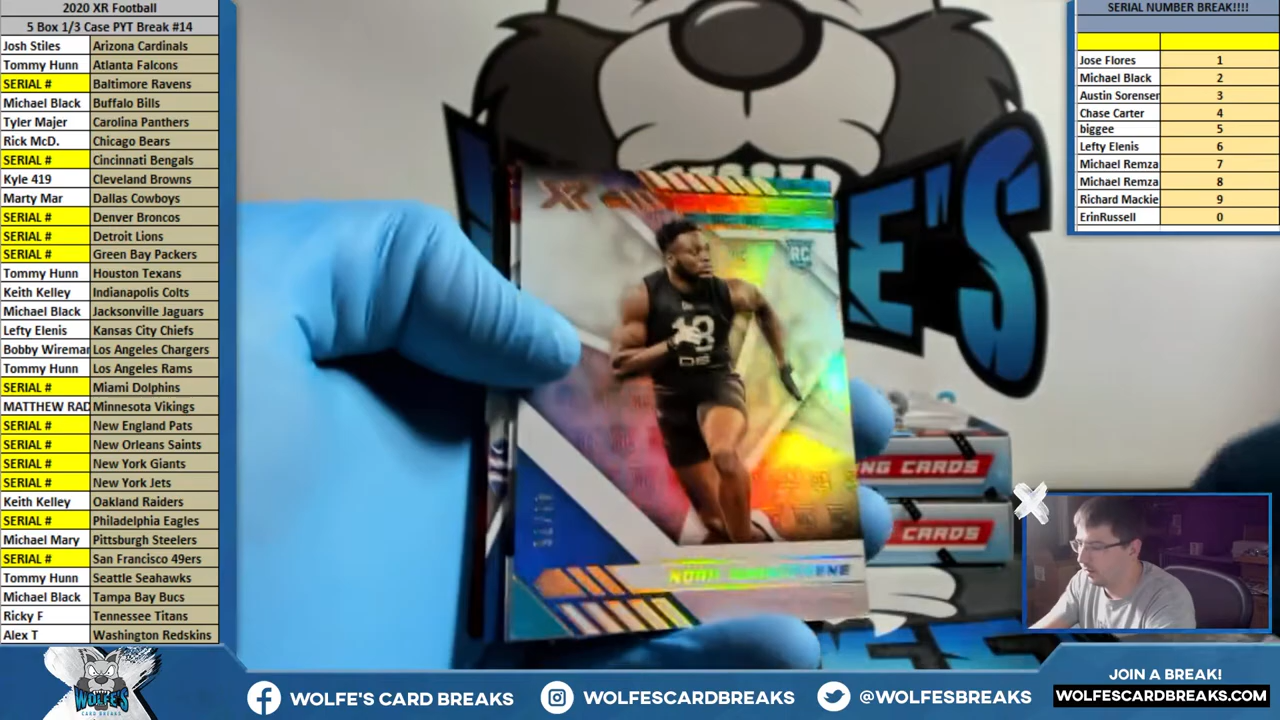 2020 XR Football
5 Box 1/3 Case PYT Break #14
Josh Stiles Arizona Cardinals
Tommy Hunn Atlanta Falcons
SERIAL # Baltimore Ravens
Michael Black Buffalo Bills
Tyler Majer Carolina Panthers
Rick McD. Chicago Bears
SERIAL # Cincinnati Bengals
Kyle 419 Cleveland Browns
Marty Mar Dallas Cowboys
SERIAL # Denver Broncos
SERIAL # Detroit Lions
SERIAL # Green Bay Packers
Tommy Hunn Houston Texans
Keith Kelley Indianapolis Colts
Michael Black Jacksonville Jaguars
Lefty Elenis Kansas City Chiefs
Bobby Wireman Los Angeles Chargers
Tommy Hunn Los Angeles Rams
SERIAL # Miami Dolphins
MATTHEW RAD Minnesota Vikings
SERIAL # New England Pats
SERIAL # New Orleans Saints
SERIAL # New York Giants
SERIAL # New York Jets
Keith Kelley Oakland Raiders
SERIAL # Philadelphia Eagles
Michael Mary Pittsburgh Steelers
SERIAL # San Francisco 49ers
Tommy Hunn Seattle Seahawks
Michael Black Tampa Bay Bucs
Ricky F Tennessee Titans
Alex T Washington Redskins
SERIAL NUMBER BREAK!!!!
Jose Flores 1
Michael Black 2
Austin Sorensen 3
Chase Carter 4
biggee 5
Lefty Elenis 6
Michael Remza 7
Michael Remza 8
Richard Mackie 9
ErinRussell 0
XR
RC
18
E'S
NG CARDS
CARDS
WOLFE'S
CARD BREAKS
WOLFE'S CARD BREAKS
WOLFESCARDBREAKS
@WOLFESBREAKS
JOIN A BREAK!
WOLFESCARDBREAKS.COM